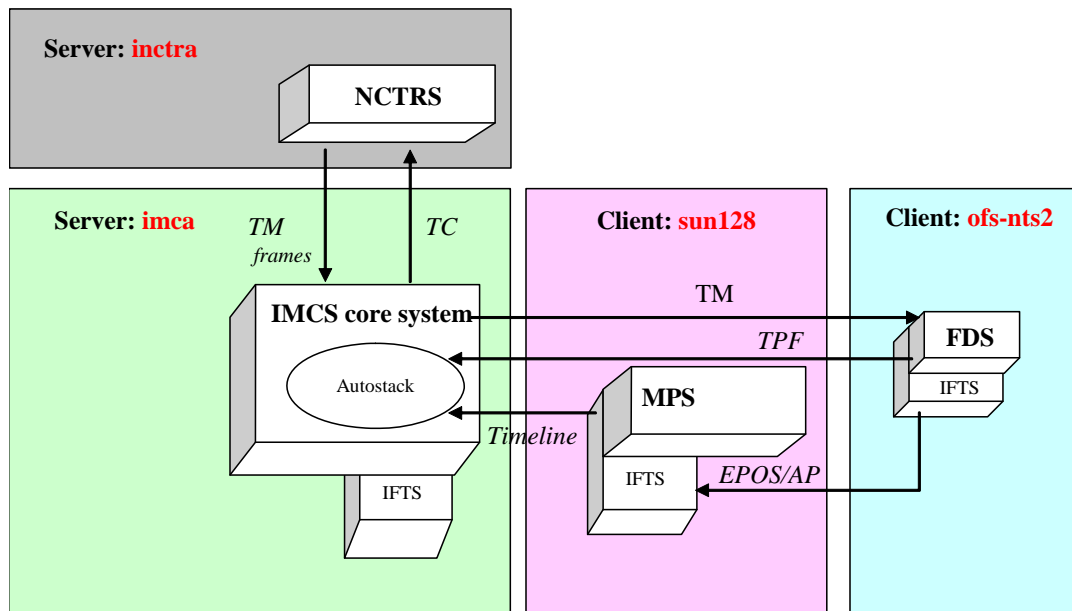 Server: inctra
NCTRS
Server: imca
TM
frames
TC
Client: sun128
Client: ofs-nts2
IMCS core system
TM
FDS
TPF
Autostack
IFTS
MPS
Timeline
IFTS
EPOS/AP
IFTS